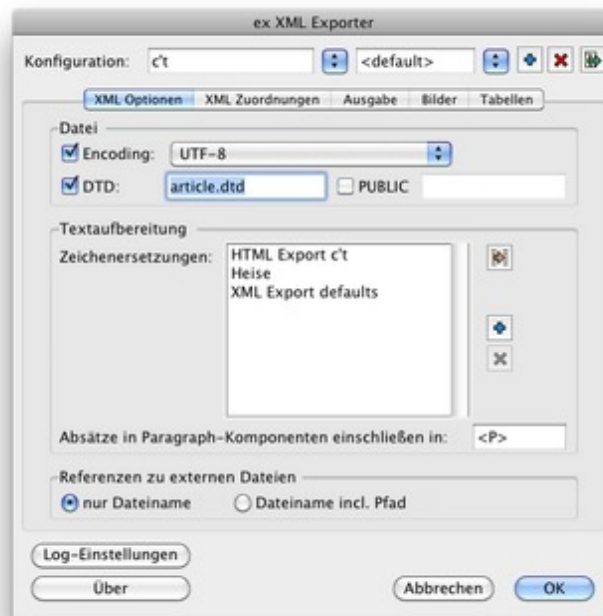 ex XML Exporter
Konfiguration: c't <default>
XML Optionen XML Zuordnungen Ausgabe Bilder Tabellen
Datei
Encoding: UTF-8
DTD: article.dtd PUBLIC
Textaufbereitung
Zeichenersetzungen: HTML Export c't
Heise
XML Export defaults
Absätze in Paragraph-Komponenten einschließen in: <P>
Referenzen zu externen Dateien
nur Dateiname Dateiname incl. Pfad
Log-Einstellungen
Über Abbrechen OK